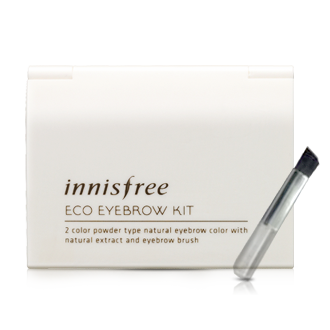 innisfree
ECO EYEBROW KIT
2 color powder type natural eyebrow color with
natural extract and eyebrow brush